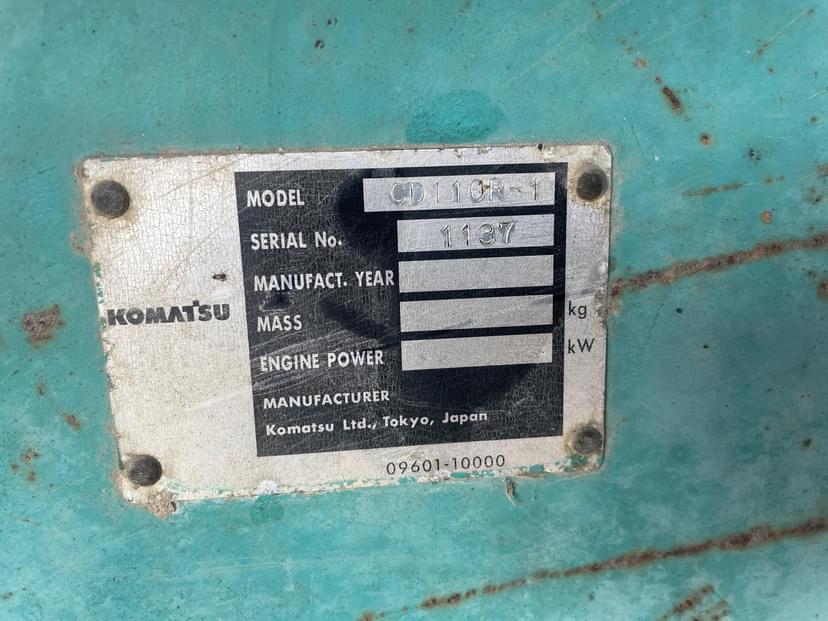 KOMATSU
MODEL CD110R-1
SERIAL No. 1137
MANUFACT. YEAR
MASS kg
ENGINE POWER kW
MANUFACTURER
Komatsu Ltd., Tokyo, Japan
09601-10000